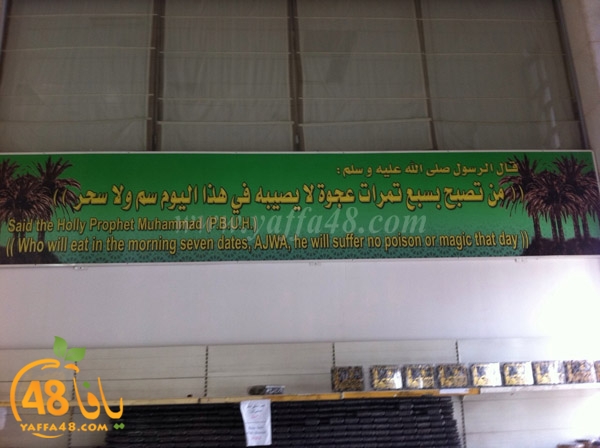 قال الرسول صلى الله عليه وسلم :
(( من تصبح بسبع تمرات عجوة لا يصيبه في هذا اليوم سم ولا سحر ))
Said the Holly Prophet Muhammad (P.B.U.H)
(( Who will eat in the morning seven dates, AJWA, he will suffer no poison or magic that day ))
www.yaffa48.com
يافا 48
YAFFA48.COM